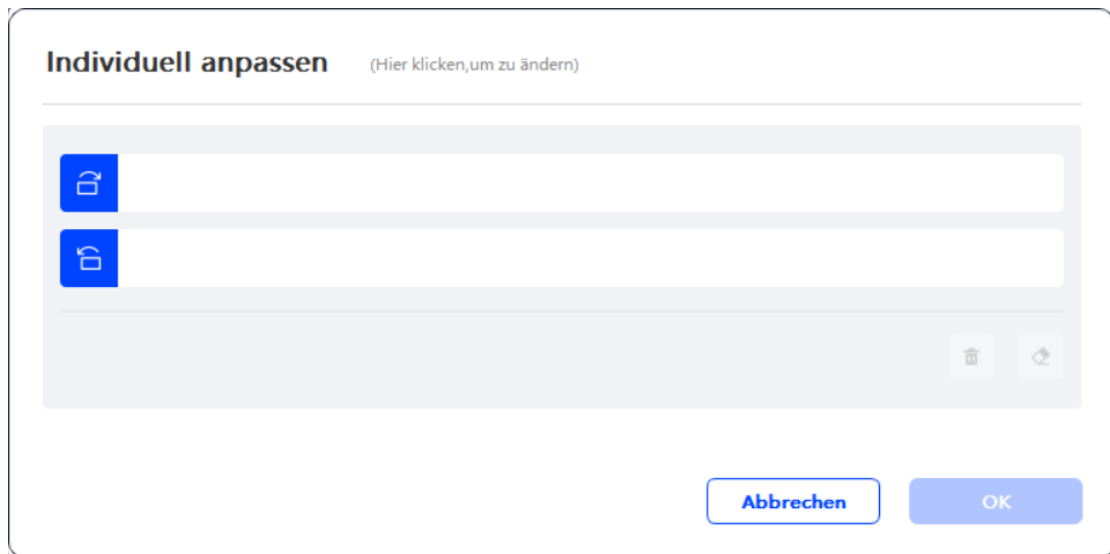 Individuell anpassen (Hier klicken,um zu ändern)
Abbrechen OK